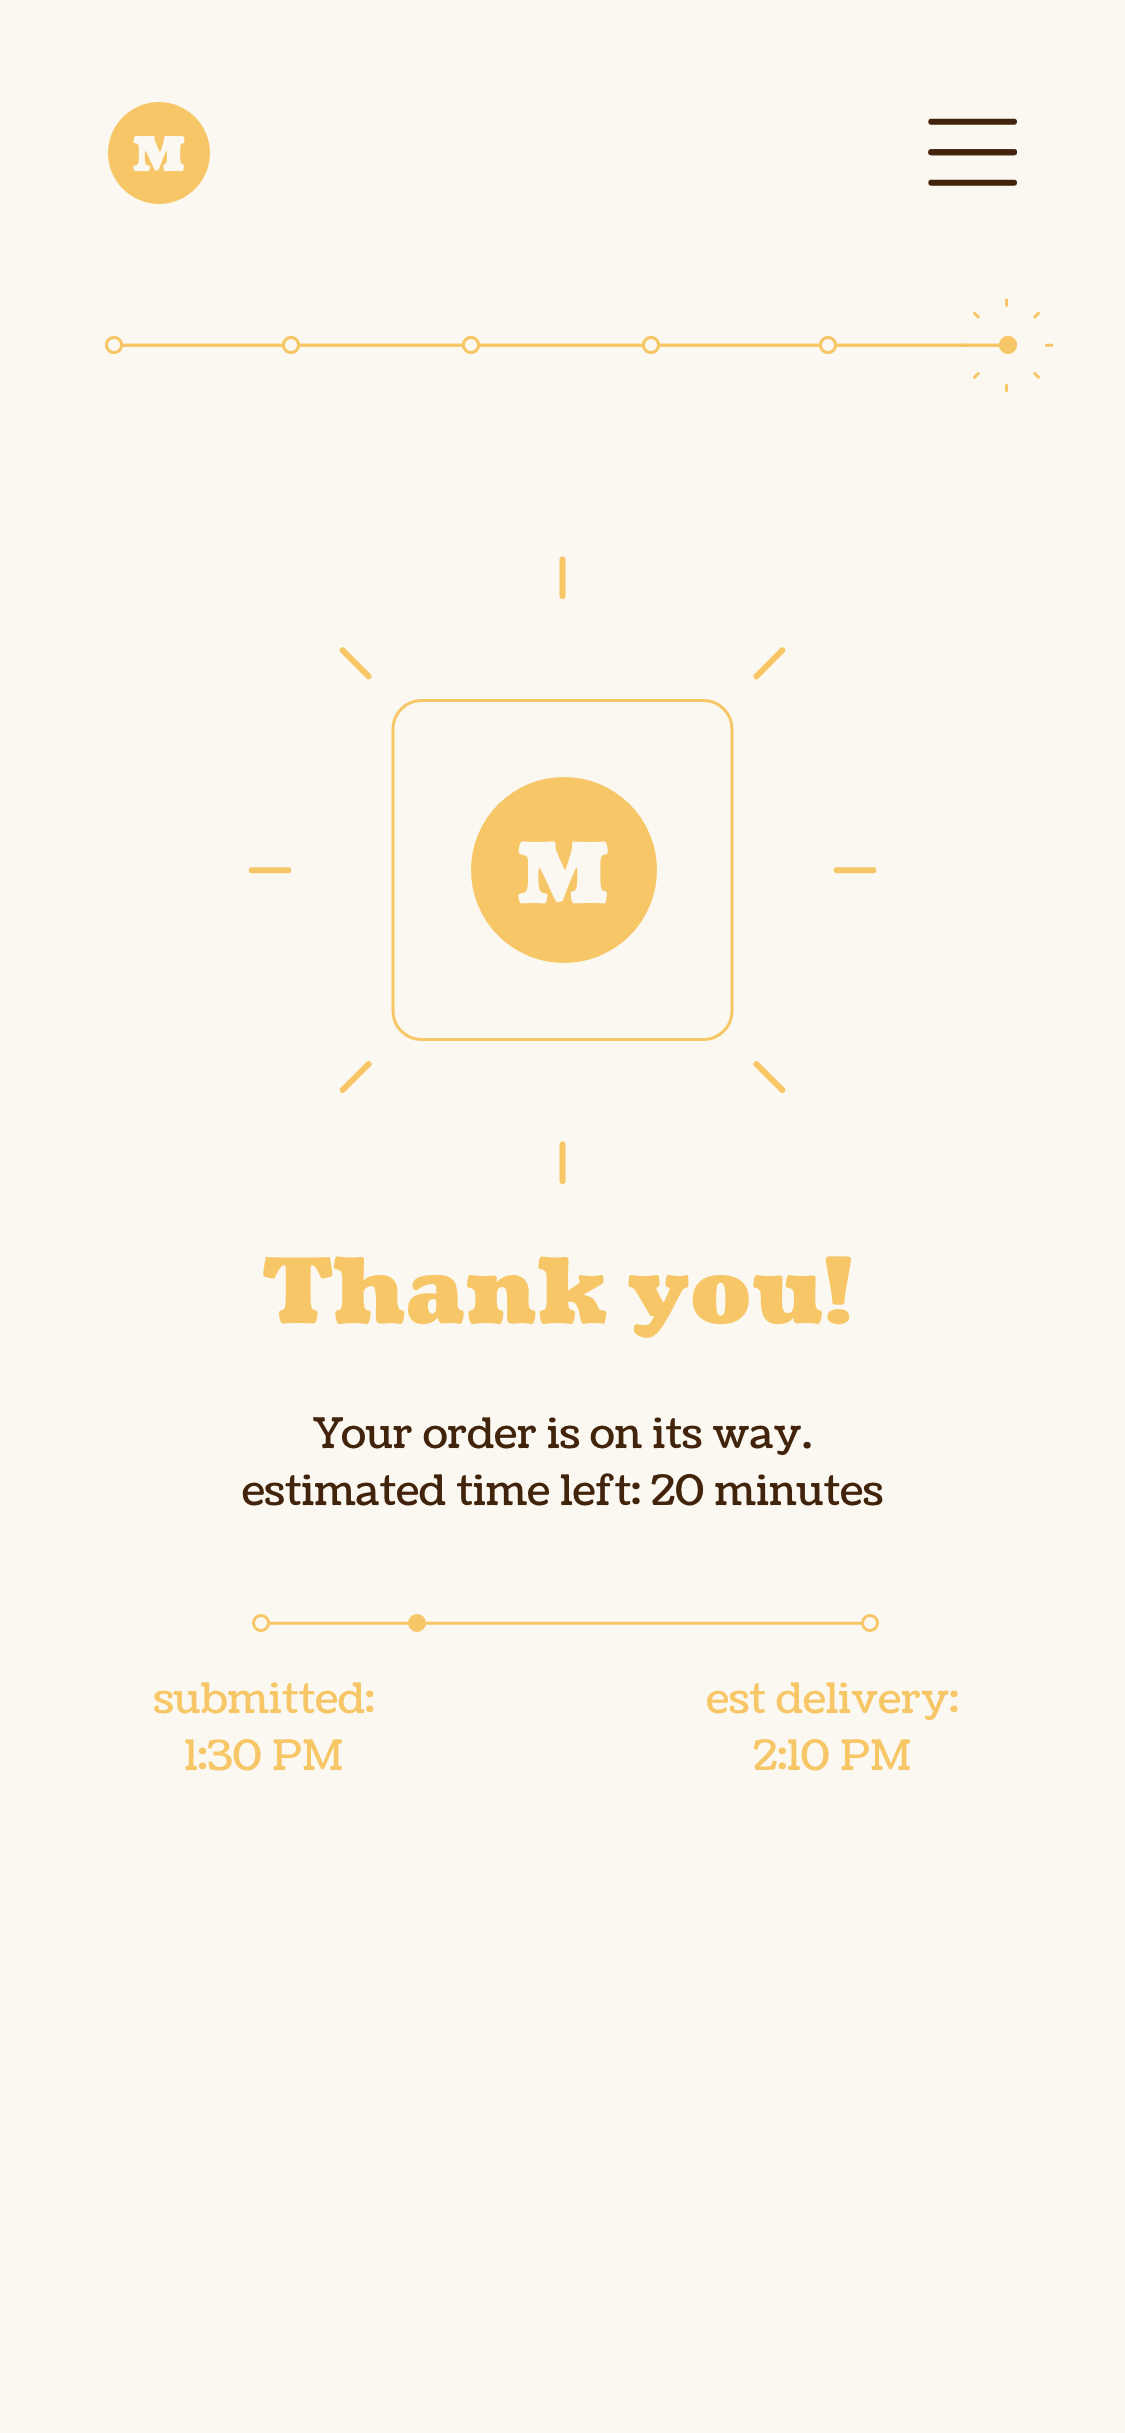 M
M
Thank you!
Your order is on its way.
estimated time left: 20 minutes
submitted:
1:30 PM
est delivery:
2:10 PM